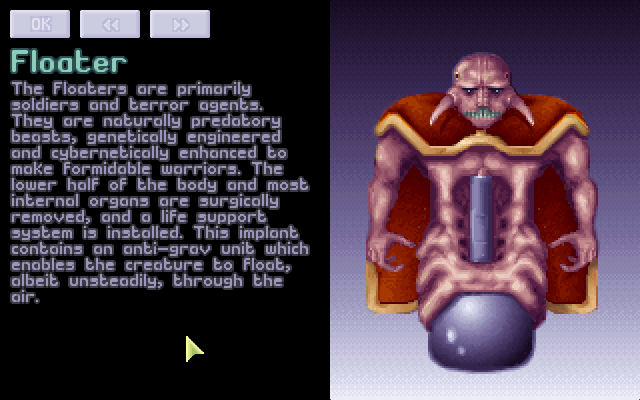 OK
Floater
The Floaters are primarily
soldiers and terror agents.
They are naturally predatory
beasts, genetically engineered
and cybernetically enhanced to
make formidable warriors. The
lower half of the body and most
internal organs are surgically
removed, and a life support
system is installed. This implant
contains an anti-grav unit which
enables the creature to float,
albeit unsteadily, through the
air.